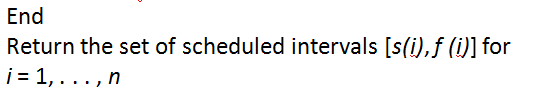 End
Return the set of scheduled intervals [s(i),f (i)] for
i = 1, . . . , n